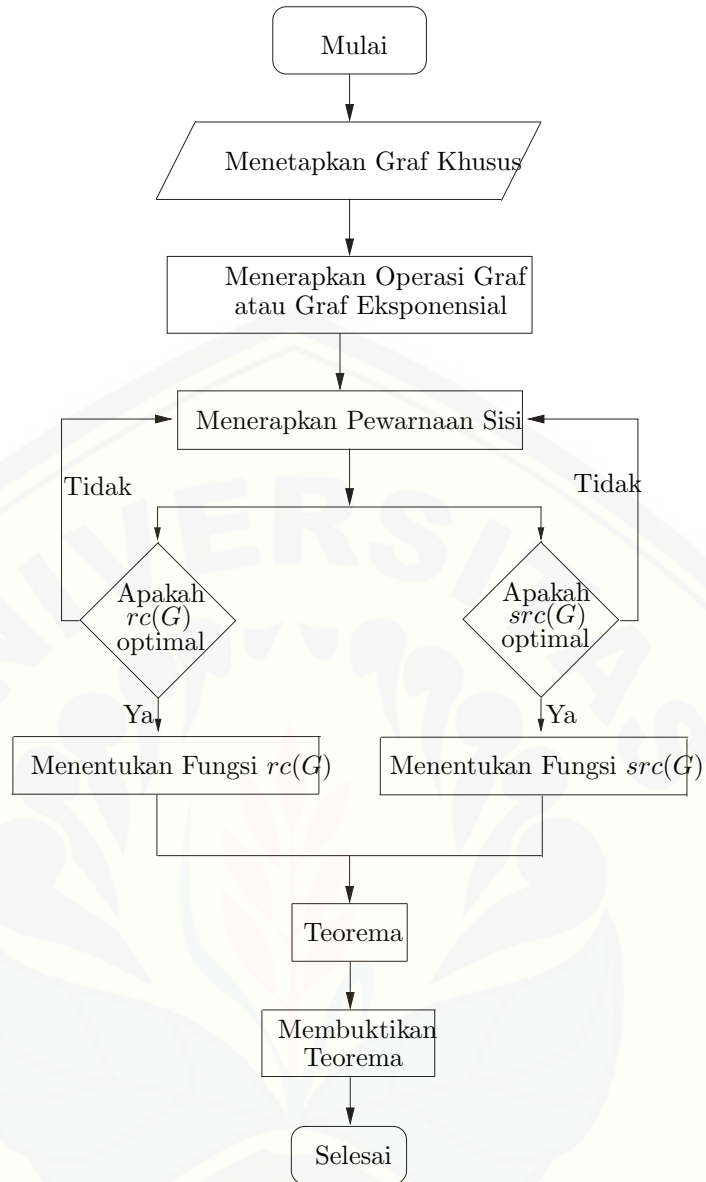 Mulai
Menetapkan Graf Khusus
Menerapkan Operasi Graf
atau Graf Eksponensial
Menerapkan Pewarnaan Sisi
Tidak
Tidak
Apakah
rc(G)
optimal
Apakah
src(G)
optimal
Ya
Ya
Menentukan Fungsi rc(G)
Menentukan Fungsi src(G)
Teorema
Membuktikan
Teorema
Selesai
UNIVERSITAS